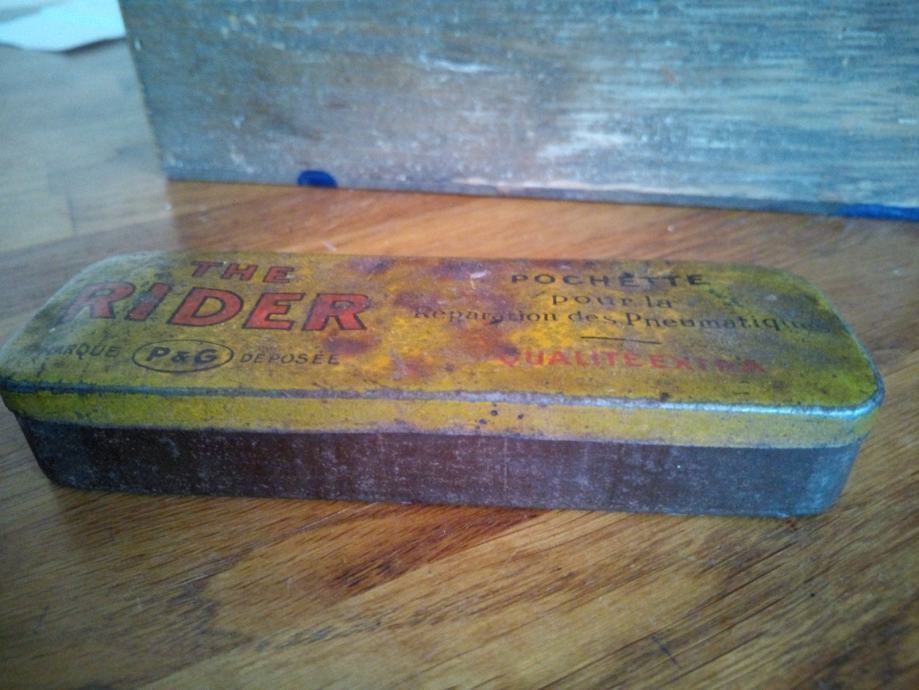 THE
RIDER
MARQUE P&G DÉPOSÉE
POCHETTE
pour la
Réparation des Pneumatiques
QUALITÉ EXTRA